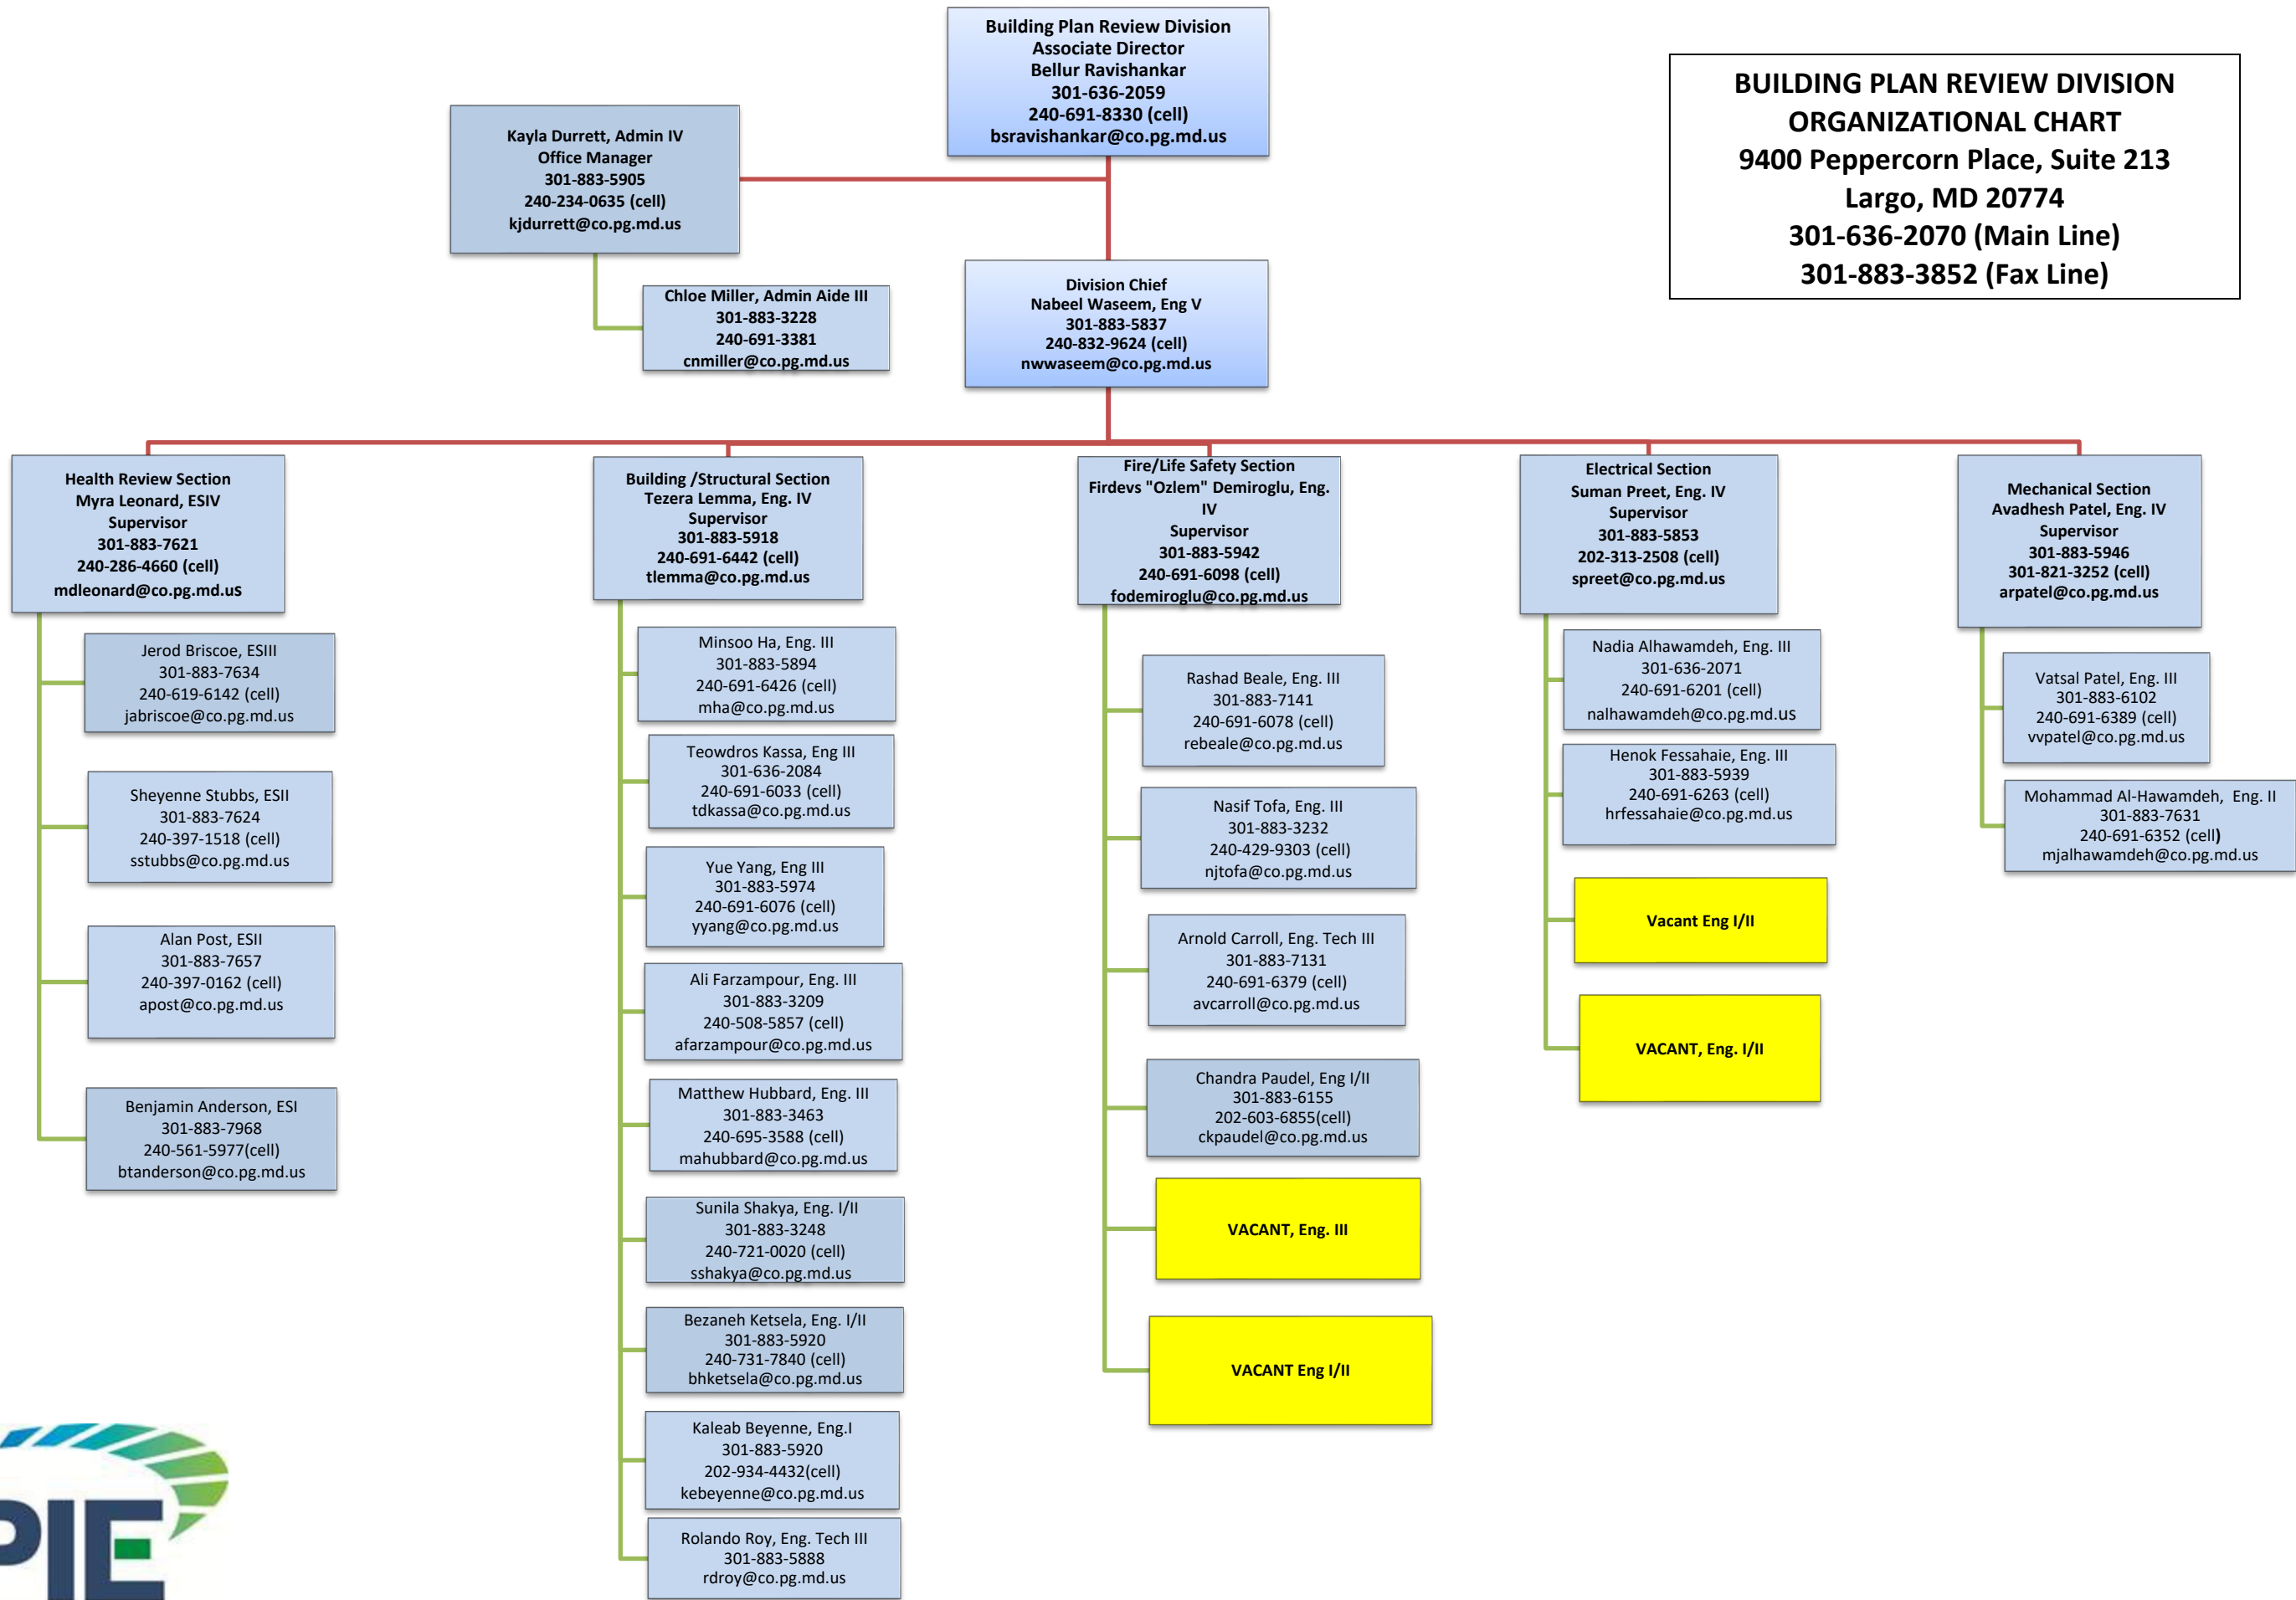 Building Plan Review Division
Associate Director
Bellur Ravishankar
301-636-2059
240-691-8330 (cell)
bsravishankar@co.pg.md.us
BUILDING PLAN REVIEW DIVISION
ORGANIZATIONAL CHART
9400 Peppercorn Place, Suite 213
Largo, MD 20774
301-636-2070 (Main Line)
301-883-3852 (Fax Line)
Kayla Durrett, Admin IV
Office Manager
301-883-5905
240-234-0635 (cell)
kjdurrett@co.pg.md.us
Chloe Miller, Admin Aide III
301-883-3228
240-691-3381
cnmiller@co.pg.md.us
Division Chief
Nabeel Waseem, Eng V
301-883-5837
240-832-9624 (cell)
nwwaseem@co.pg.md.us
Health Review Section
Myra Leonard, ESIV
Supervisor
301-883-7621
240-286-4660 (cell)
mdleonard@co.pg.md.us
Jerod Briscoe, ESIII
301-883-7634
240-619-6142 (cell)
jabriscoe@co.pg.md.us
Sheyenne Stubbs, ESII
301-883-7624
240-397-1518 (cell)
sstubbs@co.pg.md.us
Alan Post, ESII
301-883-7657
240-397-0162 (cell)
apost@co.pg.md.us
Benjamin Anderson, ESI
301-883-7968
240-561-5977(cell)
btanderson@co.pg.md.us
Building /Structural Section
Tezera Lemma, Eng. IV
Supervisor
301-883-5918
240-691-6442 (cell)
tlemma@co.pg.md.us
Minsoo Ha, Eng. III
301-883-5894
240-691-6426 (cell)
mha@co.pg.md.us
Teowdros Kassa, Eng III
301-636-2084
240-691-6033 (cell)
tdkassa@co.pg.md.us
Yue Yang, Eng III
301-883-5974
240-691-6076 (cell)
yyang@co.pg.md.us
Ali Farzampour, Eng. III
301-883-3209
240-508-5857 (cell)
afarzampour@co.pg.md.us
Matthew Hubbard, Eng. III
301-883-3463
240-695-3588 (cell)
mahubbard@co.pg.md.us
Sunila Shakya, Eng. I/II
301-883-3248
240-721-0020 (cell)
sshakya@co.pg.md.us
Bezaneh Ketsela, Eng. I/II
301-883-5920
240-731-7840 (cell)
bhketsela@co.pg.md.us
Kaleab Beyenne, Eng.I
301-883-5920
202-934-4432(cell)
kebeyenne@co.pg.md.us
Rolando Roy, Eng. Tech III
301-883-5888
rdroy@co.pg.md.us
Fire/Life Safety Section
Firdevs "Ozlem" Demiroglu, Eng.
IV
Supervisor
301-883-5942
240-691-6098 (cell)
fodemiroglu@co.pg.md.us
Rashad Beale, Eng. III
301-883-7141
240-691-6078 (cell)
rebeale@co.pg.md.us
Nasif Tofa, Eng. III
301-883-3232
240-429-9303 (cell)
njtofa@co.pg.md.us
Arnold Carroll, Eng. Tech III
301-883-7131
240-691-6379 (cell)
avcarroll@co.pg.md.us
Chandra Paudel, Eng I/II
301-883-6155
202-603-6855(cell)
ckpaudel@co.pg.md.us
VACANT, Eng. III
VACANT Eng I/II
Electrical Section
Suman Preet, Eng. IV
Supervisor
301-883-5853
202-313-2508 (cell)
spreet@co.pg.md.us
Nadia Alhawamdeh, Eng. III
301-636-2071
240-691-6201 (cell)
nalhawamdeh@co.pg.md.us
Henok Fessahaie, Eng. III
301-883-5939
240-691-6263 (cell)
hrfessahaie@co.pg.md.us
Vacant Eng I/II
VACANT, Eng. I/II
Mechanical Section
Avadhesh Patel, Eng. IV
Supervisor
301-883-5946
301-821-3252 (cell)
arpatel@co.pg.md.us
Vatsal Patel, Eng. III
301-883-6102
240-691-6389 (cell)
vvpatel@co.pg.md.us
Mohammad Al-Hawamdeh, Eng. II
301-883-7631
240-691-6352 (cell)
mjalhawamdeh@co.pg.md.us
PIE